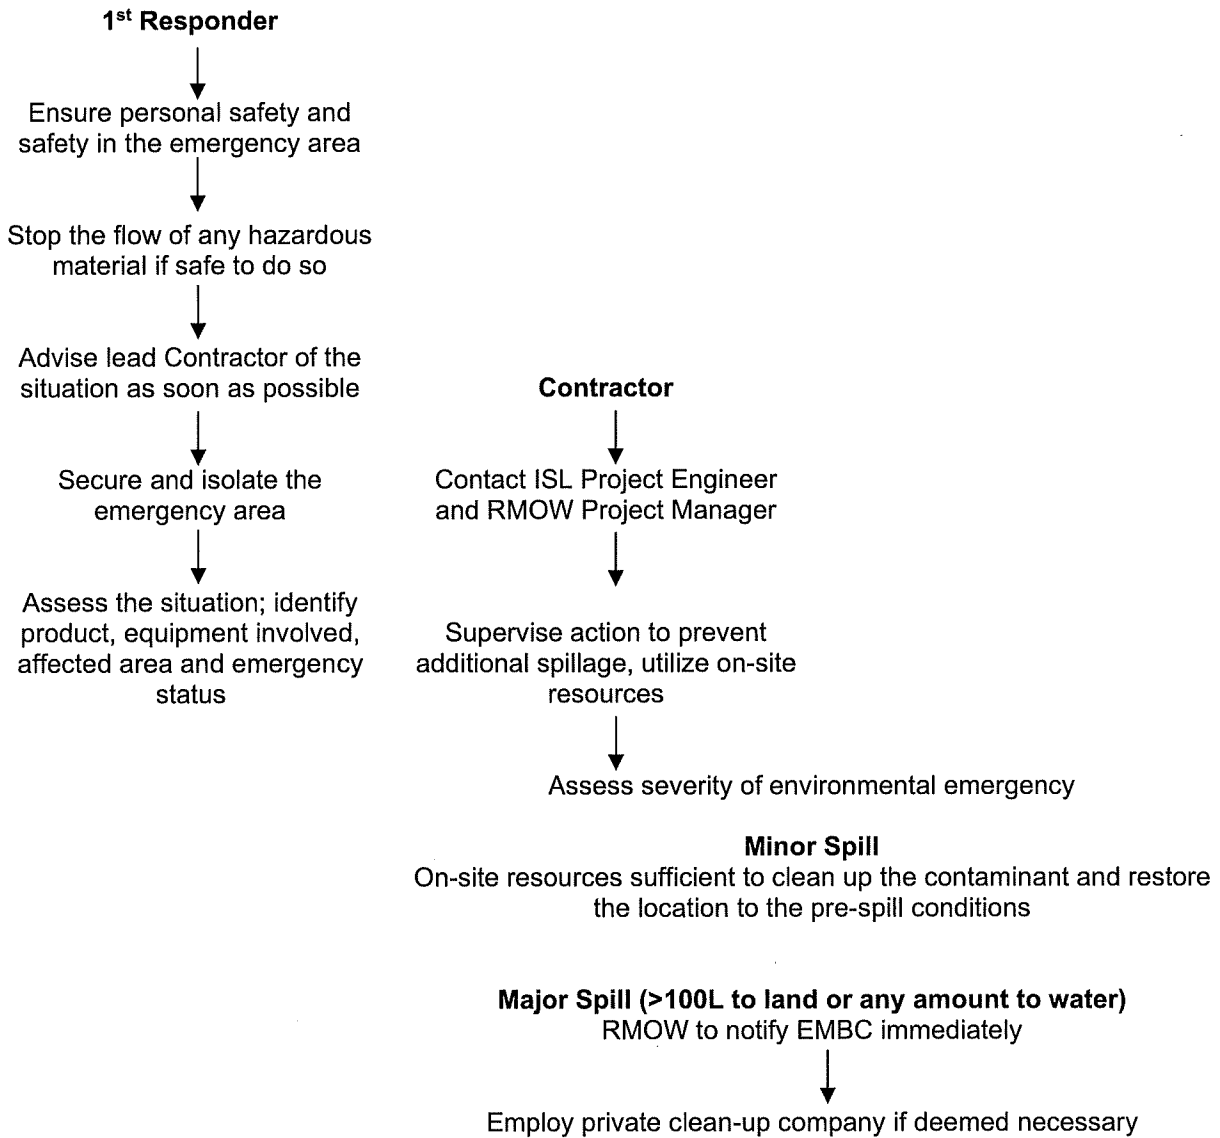 1st Responder
Ensure personal safety and
safety in the emergency area
Stop the flow of any hazardous
material if safe to do so
Advise lead Contractor of the
situation as soon as possible
Secure and isolate the
emergency area
Assess the situation; identify
product, equipment involved,
affected area and emergency
status
Contractor
Contact ISL Project Engineer
and RMOW Project Manager
Supervise action to prevent
additional spillage, utilize on-site
resources
Assess severity of environmental emergency
Minor Spill
On-site resources sufficient to clean up the contaminant and restore
the location to the pre-spill conditions
Major Spill (>100L to land or any amount to water)
RMOW to notify EMBC immediately
Employ private clean-up company if deemed necessary